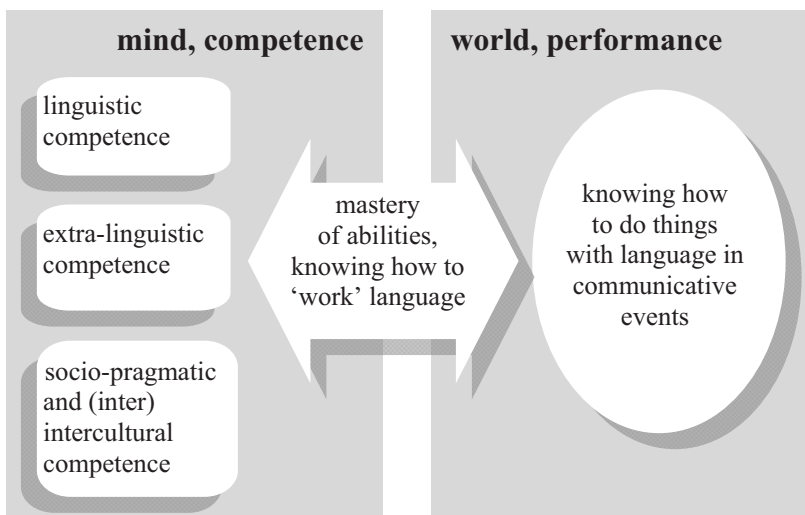 mind, competence
linguistic
competence
extra-linguistic
competence
socio-pragmatic
and (inter)
intercultural
competence
mastery
of abilities,
knowing how to
‘work’ language
world, performance
knowing how
to do things
with language in
communicative
events